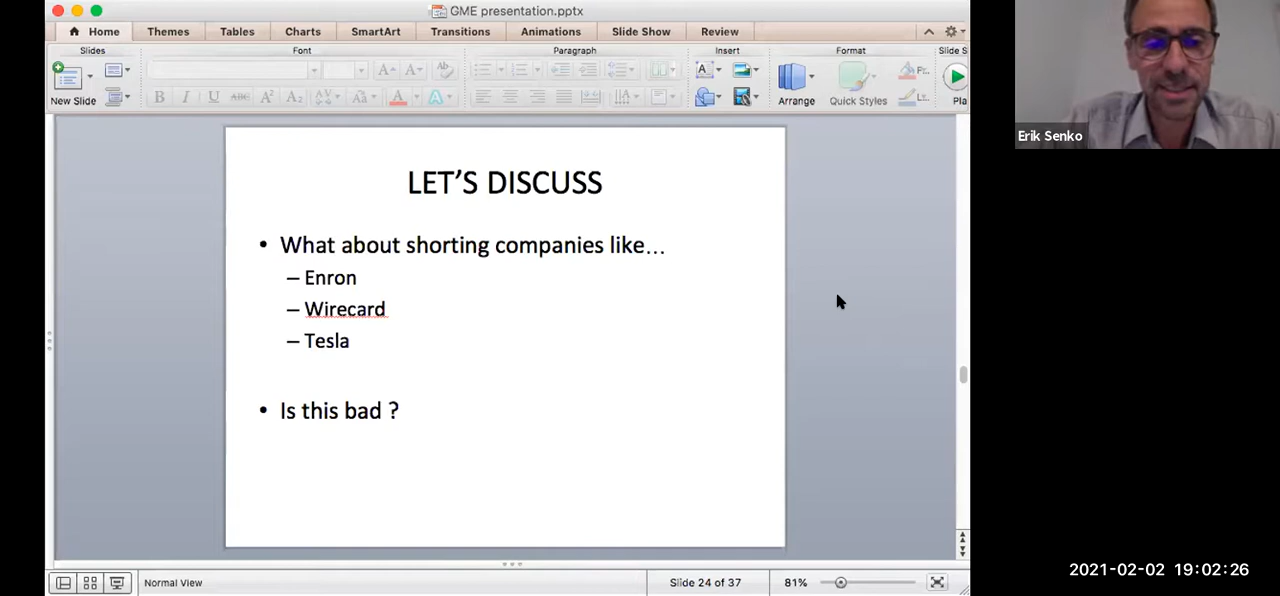 GME presentation.pptx
Home Themes Tables Charts SmartArt Transitions Animations Slide Show Review
Slides Font Paragraph Insert Format Slide S
New Slide Arrange Quick Styles Pla
LET’S DISCUSS
• What about shorting companies like…
– Enron
– Wirecard
– Tesla
• Is this bad ?
Normal View Slide 24 of 37 81%
Erik Senko
2021-02-02 19:02:26